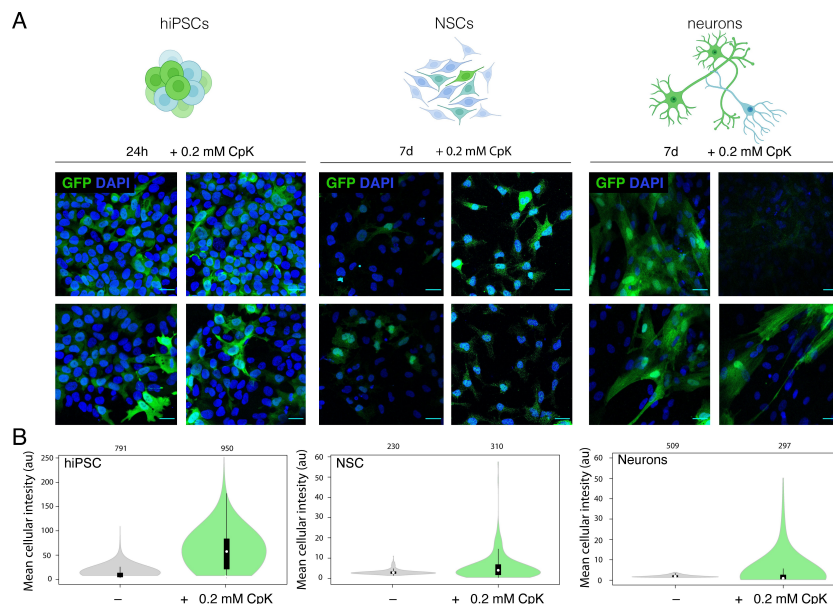 A
hiPSCs
NSCs
neurons
24h + 0.2 mM CpK
7d + 0.2 mM CpK
7d + 0.2 mM CpK
GFP DAPI
GFP DAPI
GFP DAPI
B
791 950
hiPSC
Mean cellular intesity (au)
250
200
150
100
50
0
– + 0.2 mM CpK
230 310
NSC
Mean cellular intesity (au)
60
50
40
30
20
10
0
– + 0.2 mM CpK
509 297
Neurons
Mean cellular intesity (au)
60
50
40
30
20
10
0
– + 0.2 mM CpK